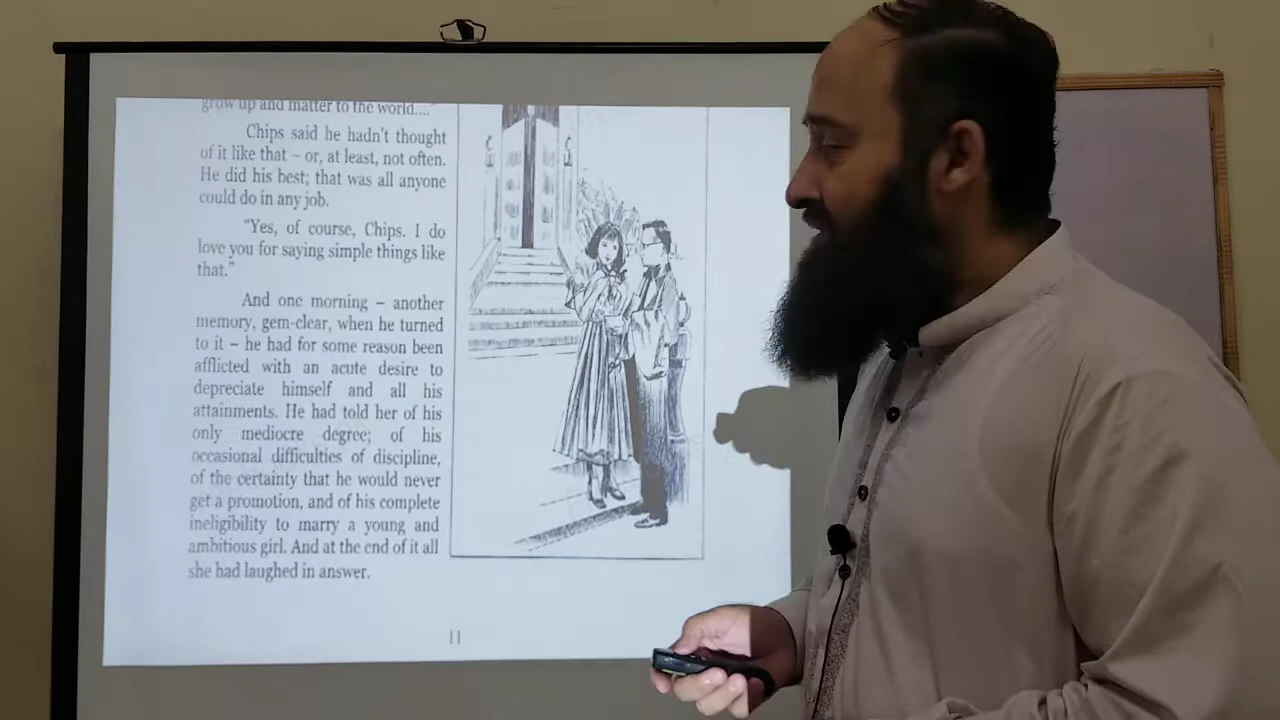 grow up and matter to the world...."
Chips said he hadn't thought
of it like that – or, at least, not often.
He did his best; that was all anyone
could do in any job.
"Yes, of course, Chips. I do
love you for saying simple things like
that."
And one morning – another
memory, gem-clear, when he turned
to it – he had for some reason been
afflicted with an acute desire to
depreciate himself and all his
attainments. He had told her of his
only mediocre degree; of his
occasional difficulties of discipline,
of the certainty that he would never
get a promotion, and of his complete
ineligibility to marry a young and
ambitious girl. And at the end of it all
she had laughed in answer.
11